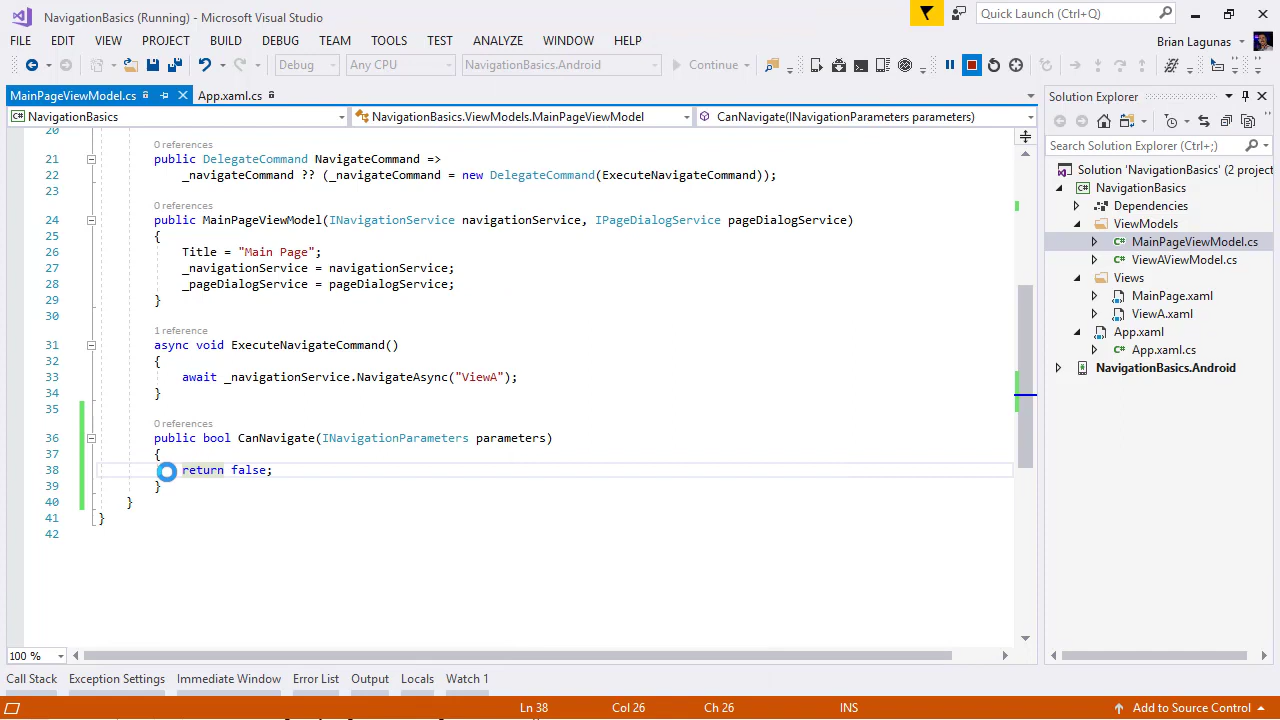 NavigationBasics (Running) - Microsoft Visual Studio
Quick Launch (Ctrl+Q)
FILE EDIT VIEW PROJECT BUILD DEBUG TEAM TOOLS TEST ANALYZE WINDOW HELP
Brian Lagunas
Debug Any CPU NavigationBasics.Android Continue
MainPageViewModel.cs App.xaml.cs
NavigationBasics NavigationBasics.ViewModels.MainPageViewModel CanNavigate(INavigationParameters parameters)
20
0 references
21 public DelegateCommand NavigateCommand =>
22 _navigateCommand ?? (_navigateCommand = new DelegateCommand(ExecuteNavigateCommand));
23
0 references
24 public MainPageViewModel(INavigationService navigationService, IPageDialogService pageDialogService)
25 {
26 Title = "Main Page";
27 _navigationService = navigationService;
28 _pageDialogService = pageDialogService;
29 }
30
1 reference
31 async void ExecuteNavigateCommand()
32 {
33 await _navigationService.NavigateAsync("ViewA");
34 }
35
0 references
36 public bool CanNavigate(INavigationParameters parameters)
37 {
38 return false;
39 }
40 }
41 }
42
100 %
Solution Explorer
Search Solution Explorer (Ctrl+;)
Solution 'NavigationBasics' (2 project
NavigationBasics
Dependencies
ViewModels
MainPageViewModel.cs
ViewAViewModel.cs
Views
MainPage.xaml
ViewA.xaml
App.xaml
App.xaml.cs
NavigationBasics.Android
Call Stack Exception Settings Immediate Window Error List Output Locals Watch 1
Ln 38 Col 26 Ch 26 INS Add to Source Control